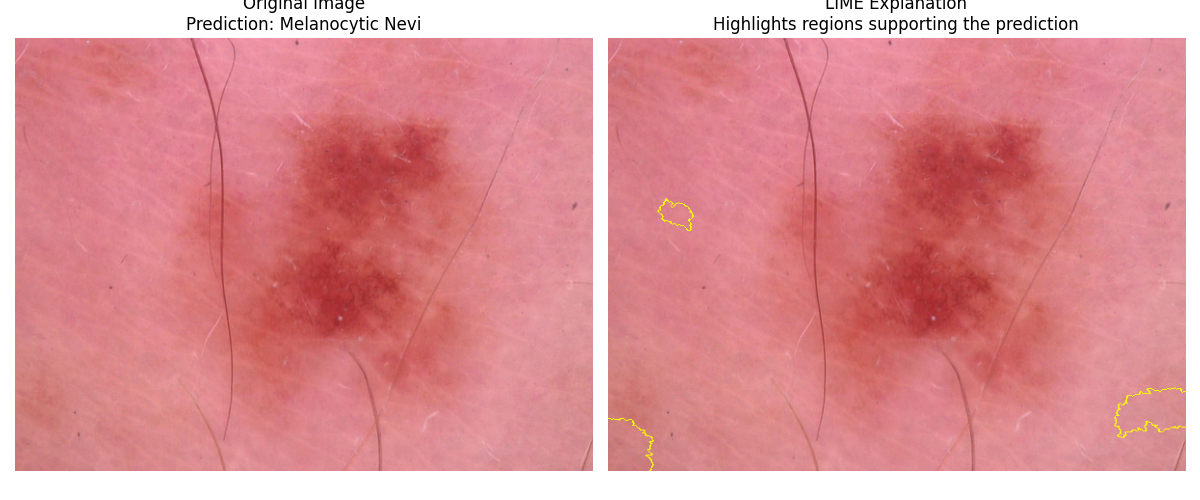 Original Image
Prediction: Melanocytic Nevi
LIME Explanation
Highlights regions supporting the prediction